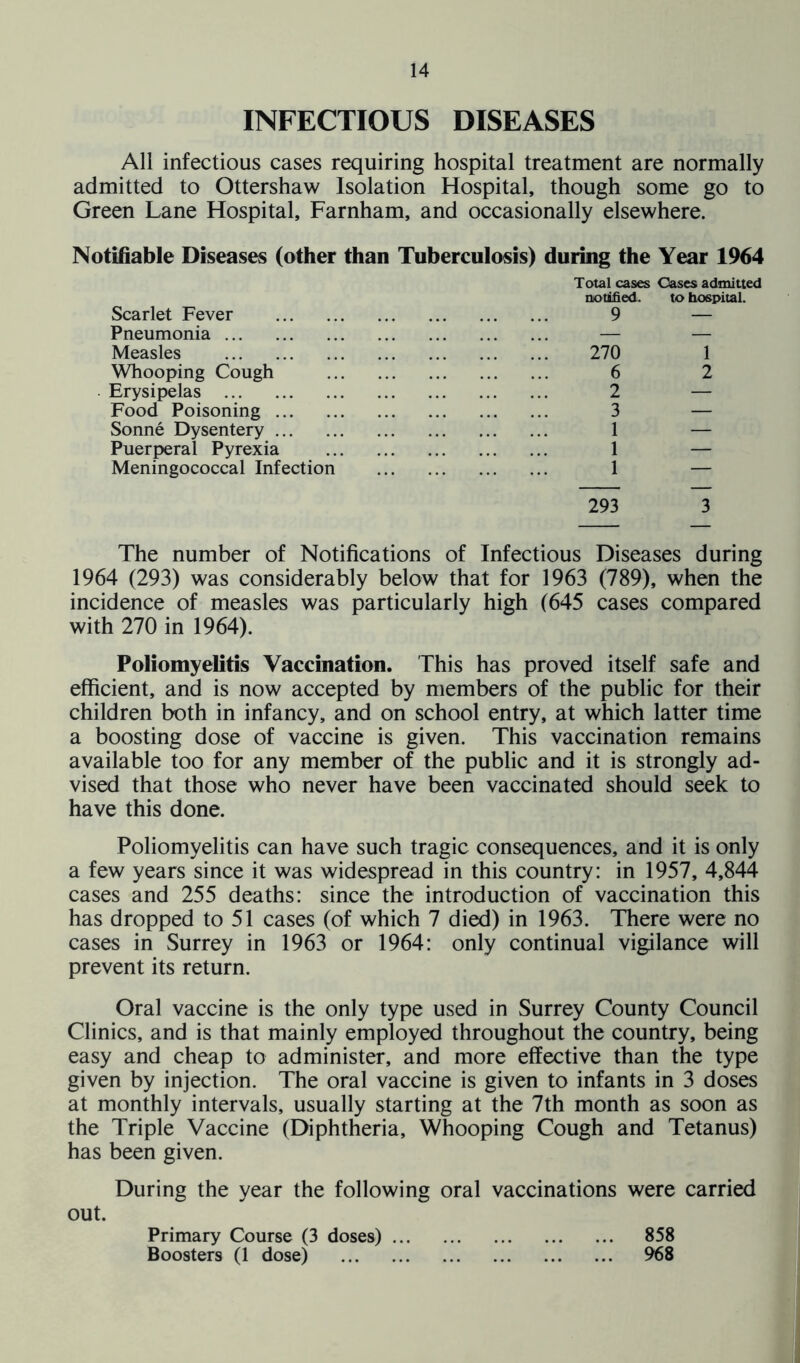 14
INFECTIOUS DISEASES
All infectious cases requiring hospital treatment are normally
admitted to Ottershaw Isolation Hospital, though some go to
Green Lane Hospital, Farnham, and occasionally elsewhere.
Notifiable Diseases (other than Tuberculosis) during the Year 1964
Total cases Cases admitted
notified. to hospital.
Scarlet Fever ... ... ... ... ... ... 9 —
Pneumonia ... ... ... ... ... ... ... — —
Measles ... ... ... ... ... ... ... 270 1
Whooping Cough ... ... ... ... ... 6 2
Erysipelas ... ... ... ... ... ... ... 2 —
Food Poisoning ... ... ... ... ... ... 3 —
Sonné Dysentery ... ... ... ... ... ... 1 —
Puerperal Pyrexia ... ... ... ... ... 1 —
Meningococcal Infection ... ... ... ... 1 —
293 3
The number of Notifications of Infectious Diseases during
1964 (293) was considerably below that for 1963 (789), when the
incidence of measles was particularly high (645 cases compared
with 270 in 1964).
Poliomyelitis Vaccination. This has proved itself safe and
efficient, and is now accepted by members of the public for their
children both in infancy, and on school entry, at which latter time
a boosting dose of vaccine is given. This vaccination remains
available too for any member of the public and it is strongly ad-
vised that those who never have been vaccinated should seek to
have this done.
Poliomyelitis can have such tragic consequences, and it is only
a few years since it was widespread in this country: in 1957, 4,844
cases and 255 deaths: since the introduction of vaccination this
has dropped to 51 cases (of which 7 died) in 1963. There were no
cases in Surrey in 1963 or 1964: only continual vigilance will
prevent its return.
Oral vaccine is the only type used in Surrey County Council
Clinics, and is that mainly employed throughout the country, being
easy and cheap to administer, and more effective than the type
given by injection. The oral vaccine is given to infants in 3 doses
at monthly intervals, usually starting at the 7th month as soon as
the Triple Vaccine (Diphtheria, Whooping Cough and Tetanus)
has been given.
During the year the following oral vaccinations were carried
out.
Primary Course (3 doses) ... ... ... ... ... 858
Boosters (1 dose) ... ... ... ... ... ... 968